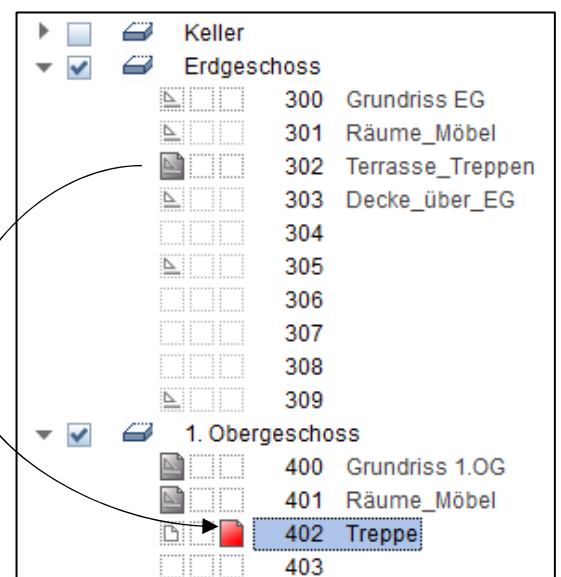 Keller
Erdgeschoss
300 Grundriss EG
301 Räume_Möbel
302 Terrasse_Treppen
303 Decke_über_EG
304
305
306
307
308
309
1. Obergeschoss
400 Grundriss 1.OG
401 Räume_Möbel
402 Treppe
403